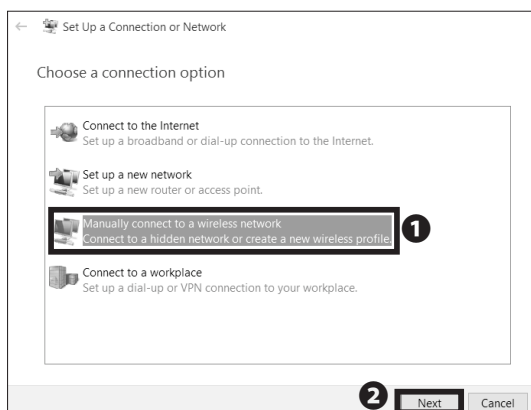 Set Up a Connection or Network
Choose a connection option
Connect to the Internet
Set up a broadband or dial-up connection to the Internet.
Set up a new network
Set up a new router or access point.
Manually connect to a wireless network
Connect to a hidden network or create a new wireless profile.
1
Connect to a workplace
Set up a dial-up or VPN connection to your workplace.
2
Next Cancel